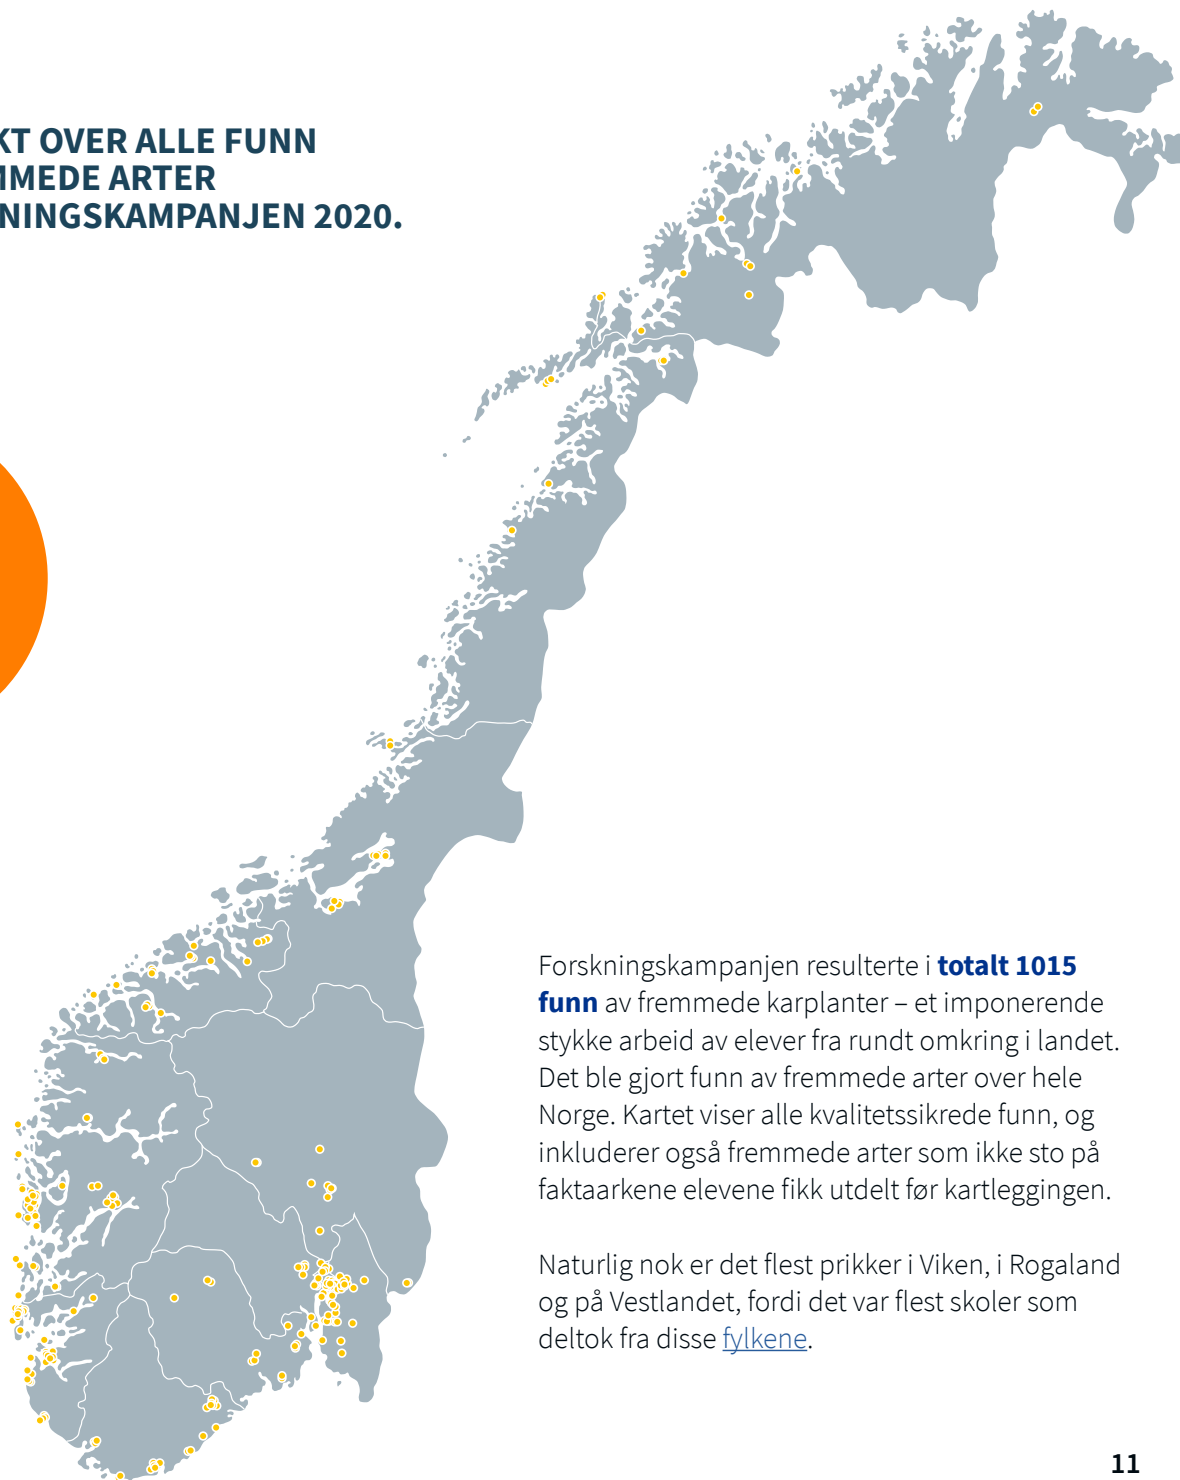 KT OVER ALLE FUNN
MEDE ARTER
NINGSKAMPANJEN 2020.
Forskningskampanjen resulterte i totalt 1015
funn av fremmede karplanter – et imponerende
stykke arbeid av elever fra rundt omkring i landet.
Det ble gjort funn av fremmede arter over hele
Norge. Kartet viser alle kvalitetssikrede funn, og
inkluderer også fremmede arter som ikke sto på
faktaarkene elevene fikk utdelt før kartleggingen.
Naturlig nok er det flest prikker i Viken, i Rogaland
og på Vestlandet, fordi det var flest skoler som
deltok fra disse fylkene.
11